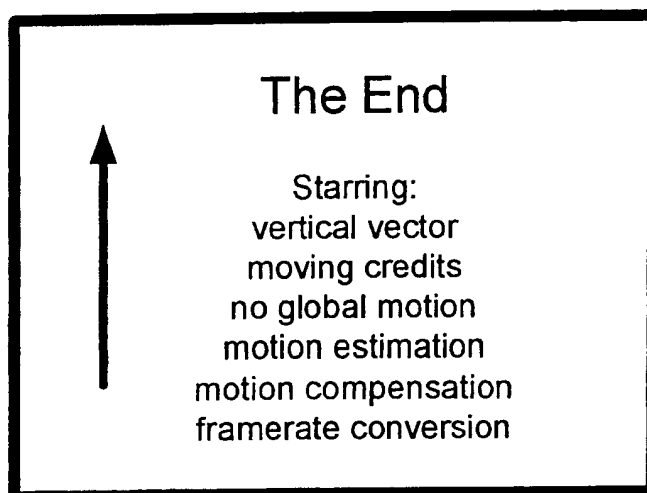 The End
Starring:
vertical vector
moving credits
no global motion
motion estimation
motion compensation
framerate conversion